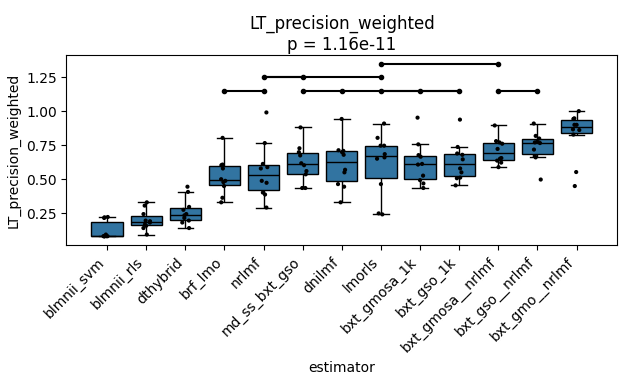 LT_precision_weighted
p = 1.16e-11
LT_precision_weighted
1.25
1.00
0.75
0.50
0.25
blmnii_svm
blmnii_rls
dthybrid
brf_lmo
nrlmf
md_ss_bxt_gso
dnilmf
lmorls
bxt_gmosa_1k
bxt_gso_1k
bxt_gmosa__nrlmf
bxt_gso__nrlmf
bxt_gmo__nrlmf
estimator